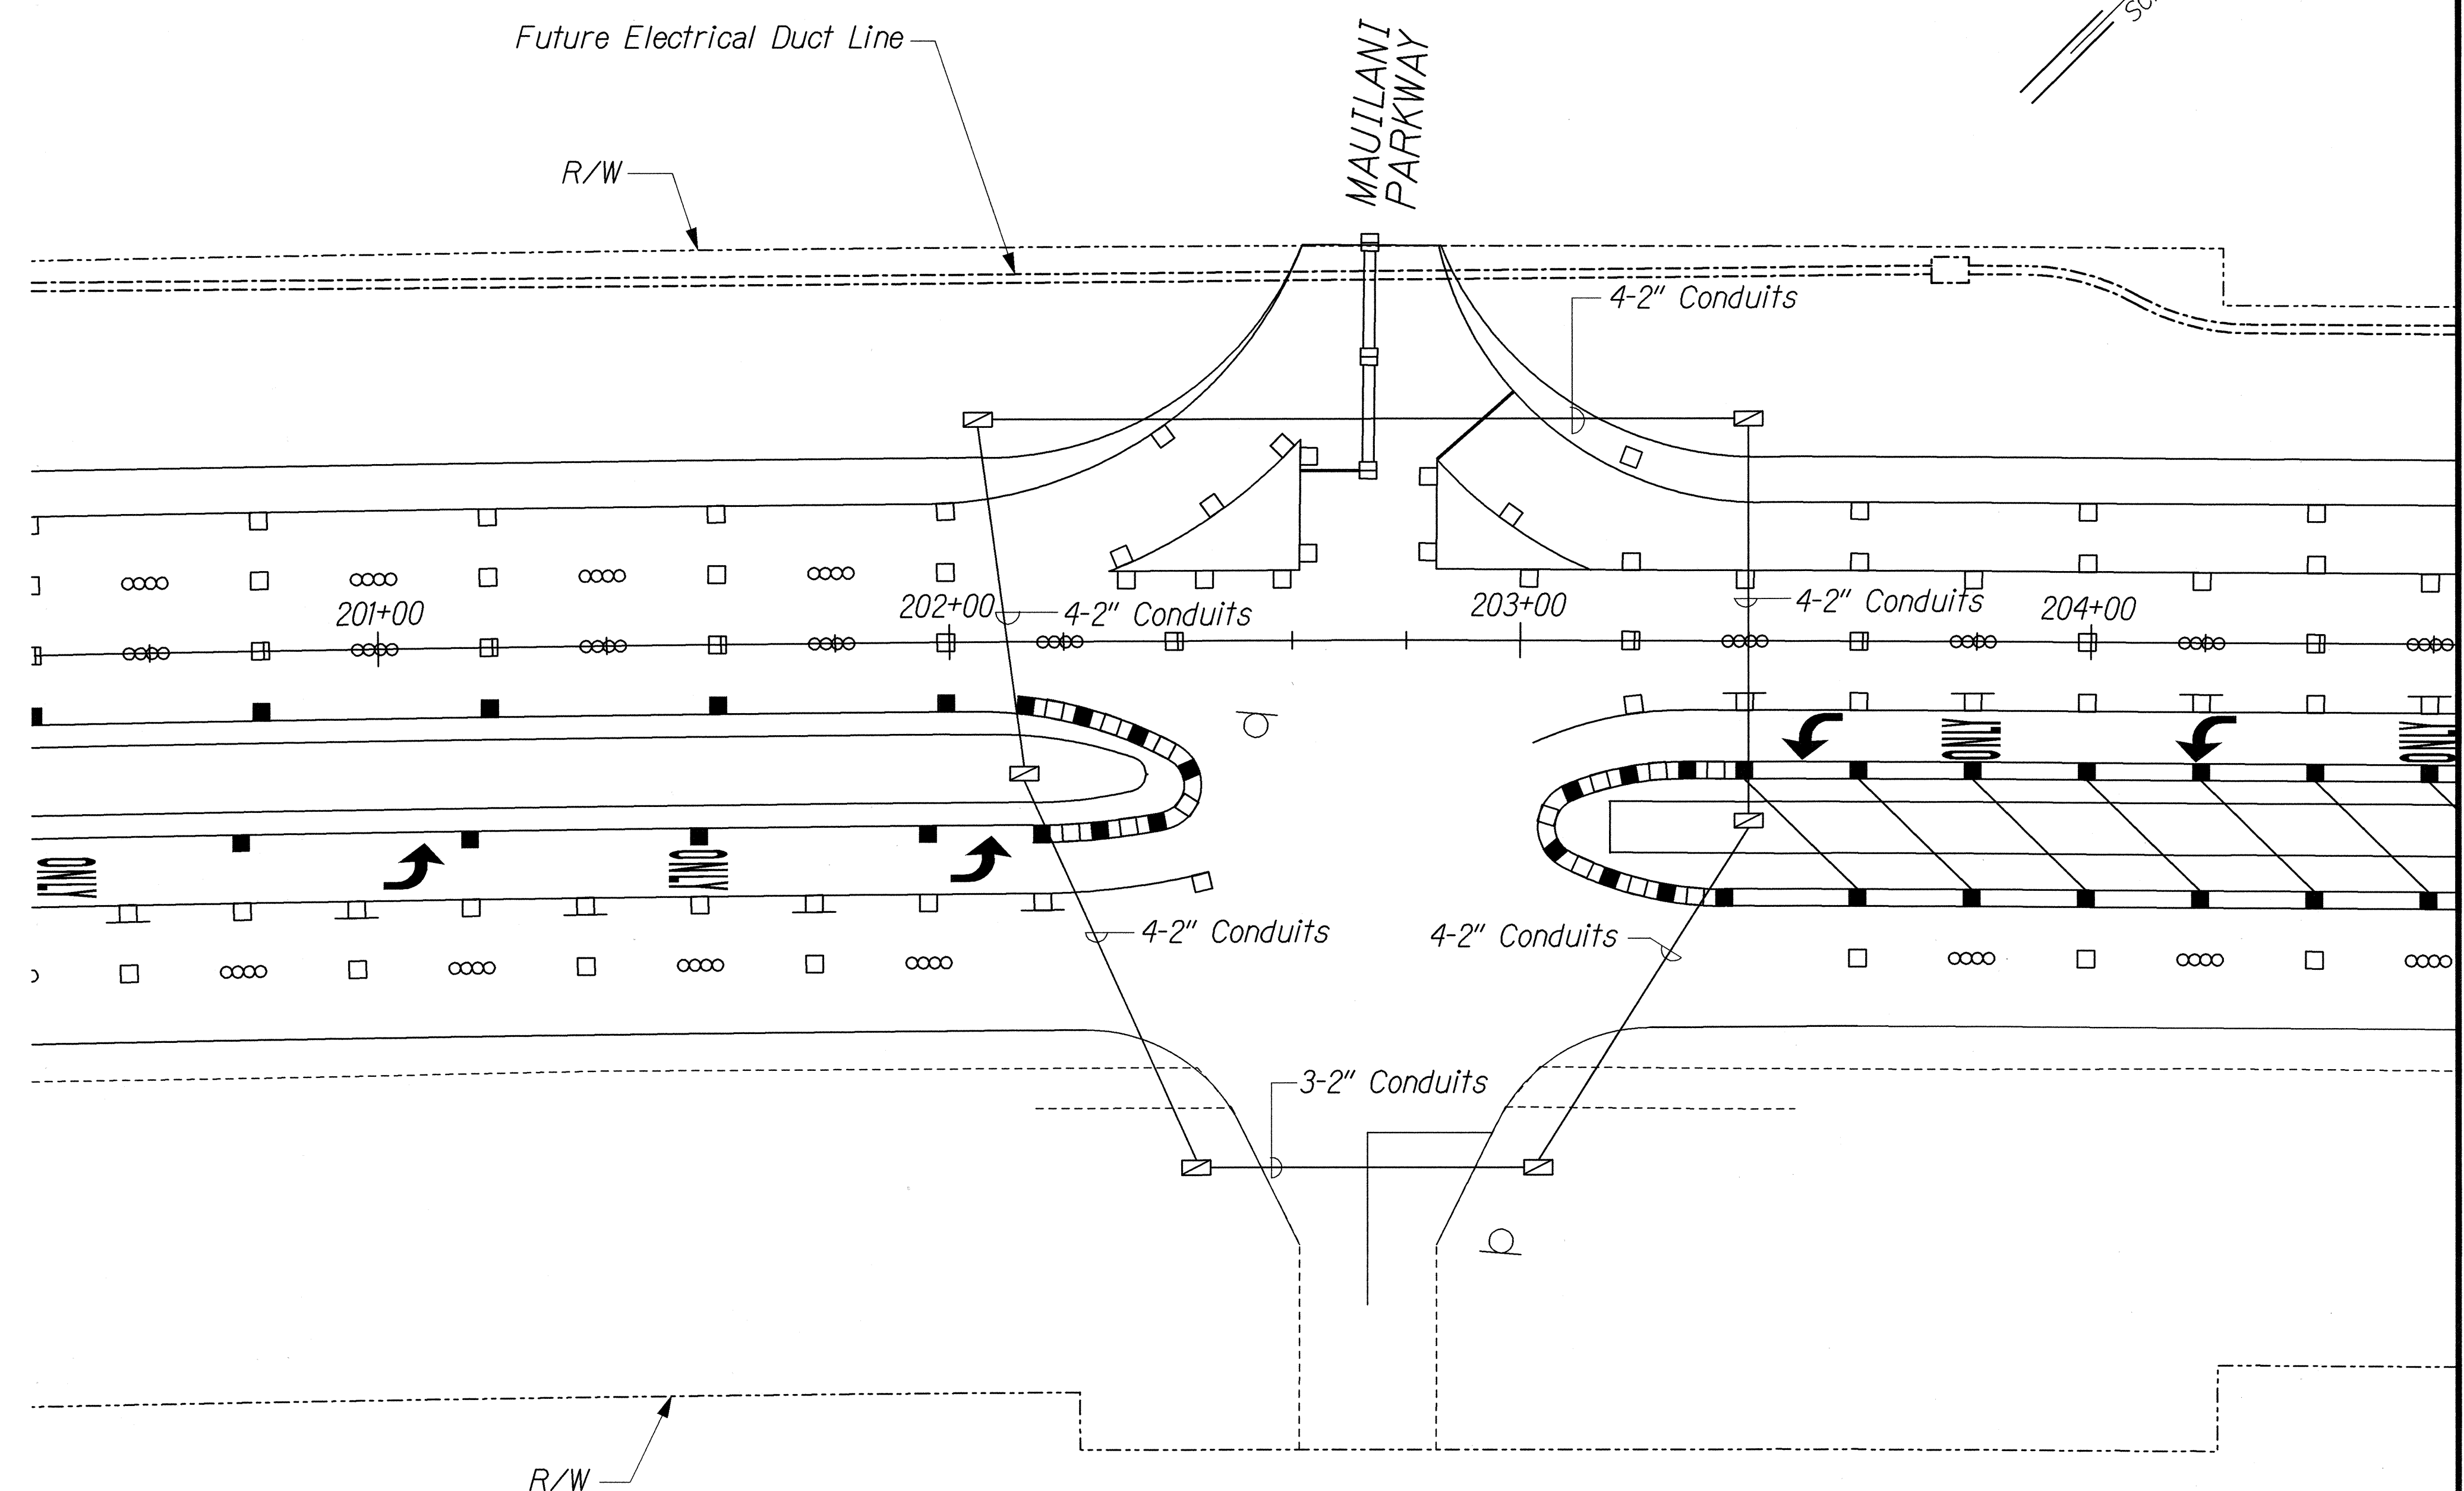 Future Electrical Duct Line
MAUILANI
PARKWAY
R/W
4-2" Conduits
201+00
202+00
4-2" Conduits
203+00
4-2" Conduits
204+00
ONLY
ONLY
ONLY
ONLY
4-2" Conduits
4-2" Conduits
3-2" Conduits
R/W